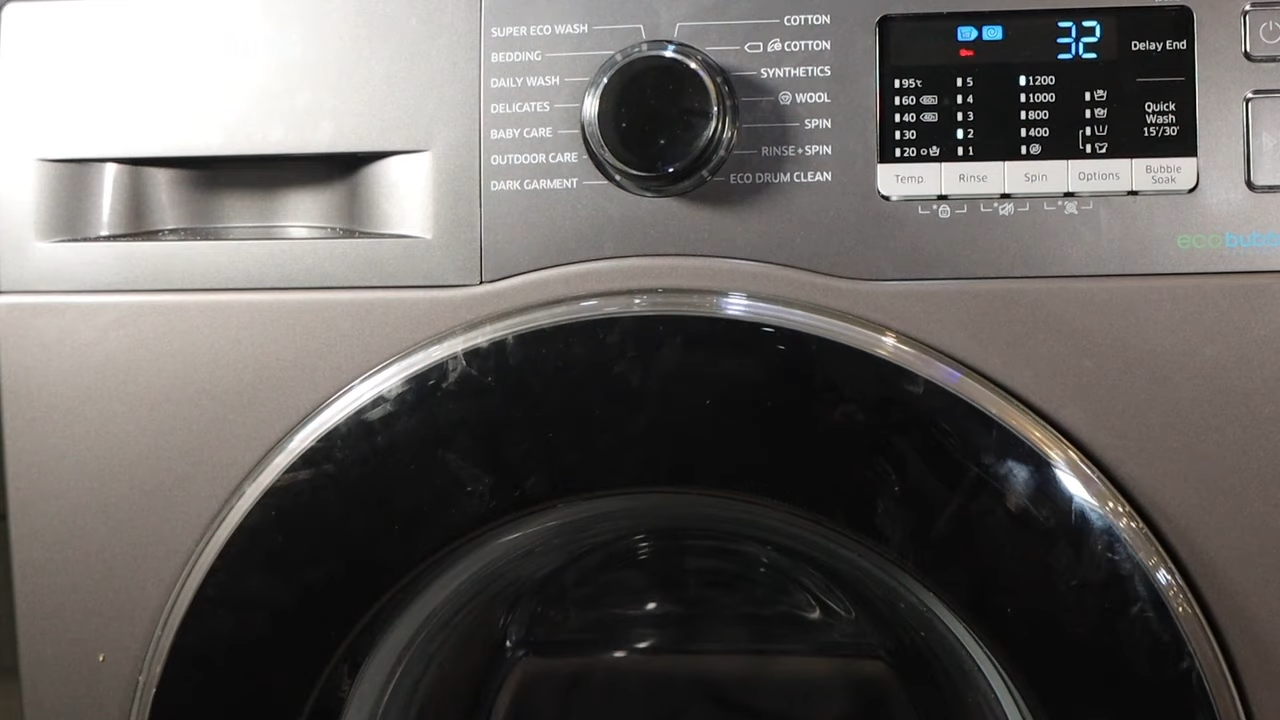 SUPER ECO WASH
BEDDING
DAILY WASH
DELICATES
BABY CARE
OUTDOOR CARE
DARK GARMENT
COTTON
COTTON
SYNTHETICS
WOOL
SPIN
RINSE+SPIN
ECO DRUM CLEAN
32
Delay End
95℃ 5 1200
60 4 1000
40 3 800
30 2 400
20 1
Quick
Wash
15'/30'
Temp. Rinse Spin Options Bubble
Soak